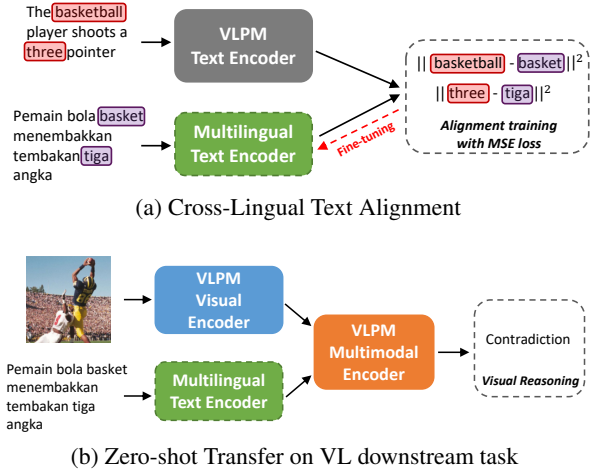 The basketball
player shoots a
three pointer
VLPM
Text Encoder
|| basketball - basket ||²
|| three - tiga ||²
Alignment training
with MSE loss
Pemain bola basket
menembakkan
tembakan tiga
angka
Multilingual
Text Encoder
Fine-tuning
(a) Cross-Lingual Text Alignment
VLPM
Visual
Encoder
VLPM
Multimodal
Encoder
Contradiction
Visual Reasoning
Pemain bola basket
menembakkan
tembakan tiga
angka
Multilingual
Text Encoder
(b) Zero-shot Transfer on VL downstream task